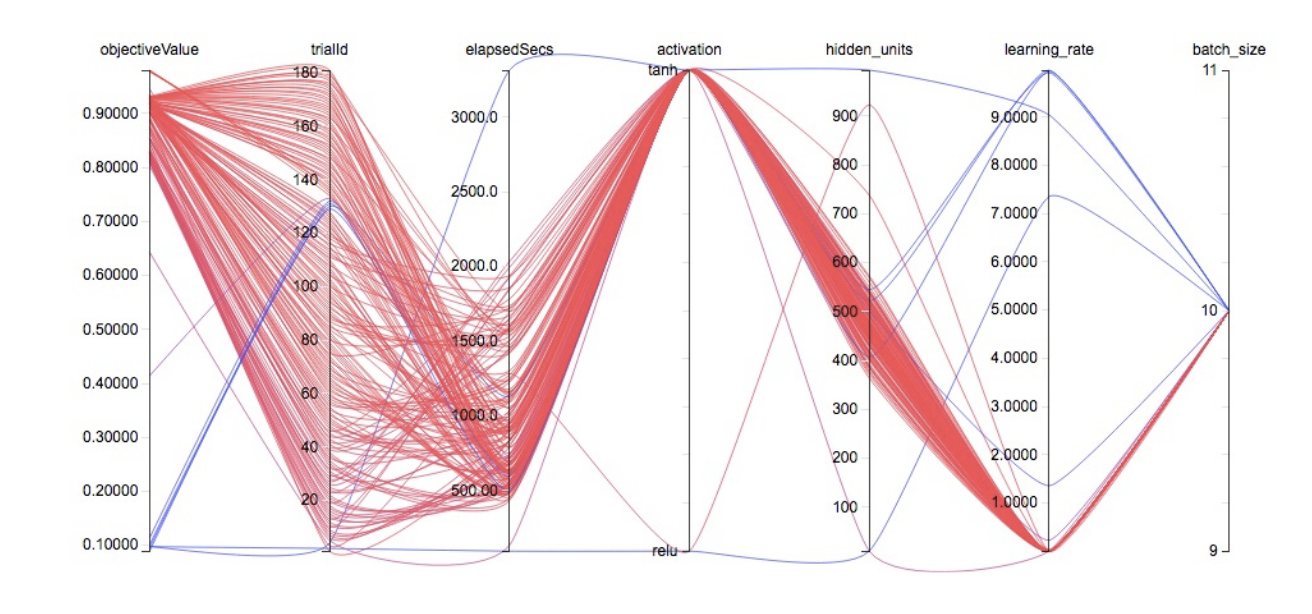 objectiveValue trialId elapsedSecs activation hidden_units learning_rate batch_size
180 tanh 11
0.90000 160 3000.0 900 9.0000
0.80000 140 2500.0 800 8.0000
0.70000 120 2000.0 700 7.0000
0.60000 100 600 6.0000
0.50000 80 1500.0 500 5.0000 10
0.40000 60 1000.0 400 4.0000
0.30000 40 300 3.0000
0.20000 20 500.00 200 2.0000
100 1.0000
0.10000 relu 9